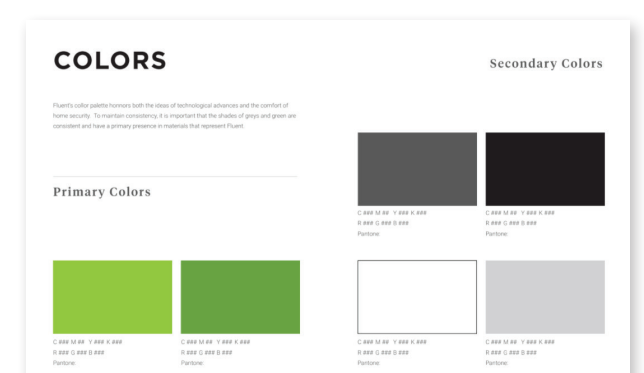 COLORS
Secondary Colors
Fluent's collor palette honnors both the ideas of technological advances and the comfort of
home security. To maintain consistency, it is important that the shades of greys and green are
consistent and have a primary presence in materials that represent Fluent.
Primary Colors
C ### M ## Y ### K ###
R ### G ### B ###
Pantone:
C ### M ## Y ### K ###
R ### G ### B ###
Pantone:
C ### M ## Y ### K ###
R ### G ### B ###
Pantone:
C ### M ## Y ### K ###
R ### G ### B ###
Pantone:
C ### M ## Y ### K ###
R ### G ### B ###
Pantone:
C ### M ## Y ### K ###
R ### G ### B ###
Pantone: